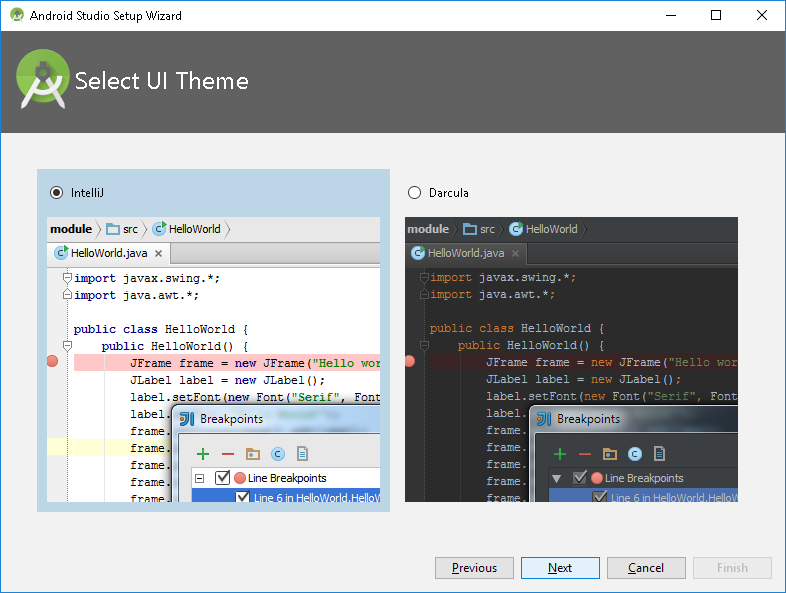 Android Studio Setup Wizard
Select UI Theme
IntelliJ
module src HelloWorld
HelloWorld.java
import javax.swing.*;
import java.awt.*;
public class HelloWorld {
public HelloWorld() {
JFrame frame = new JFrame("Hello wor
JLabel label = new JLabel();
label.setFont(new Font("Serif", Font
label.
frame.
frame.
frame.
frame.
frame.
Breakpoints
Line Breakpoints
Line 6 in HelloWorld.HelloW
Darcula
module src HelloWorld
HelloWorld.java
import javax.swing.*;
import java.awt.*;
public class HelloWorld {
public HelloWorld() {
JFrame frame = new JFrame("Hello wor
JLabel label = new JLabel();
label.setFont(new Font("Serif", Font
label.
frame.
frame.
frame.
frame.
frame.
Breakpoints
Line Breakpoints
Line 6 in HelloWorld.HelloW
Previous Next Cancel Finish